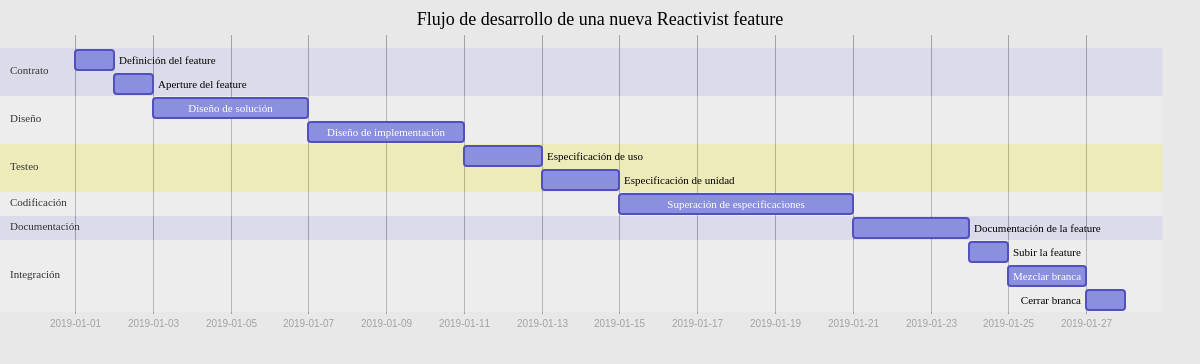 Flujo de desarrollo de una nueva Reactivist feature
Contrato
Definición del feature
Aperture del feature
Diseño
Diseño de solución
Diseño de implementación
Testeo
Especificación de uso
Especificación de unidad
Codificación
Superación de especificaciones
Documentación
Documentación de la feature
Integración
Subir la feature
Mezclar branca
Cerrar branca
2019-01-01 2019-01-03 2019-01-05 2019-01-07 2019-01-09 2019-01-11 2019-01-13 2019-01-15 2019-01-17 2019-01-19 2019-01-21 2019-01-23 2019-01-25 2019-01-27